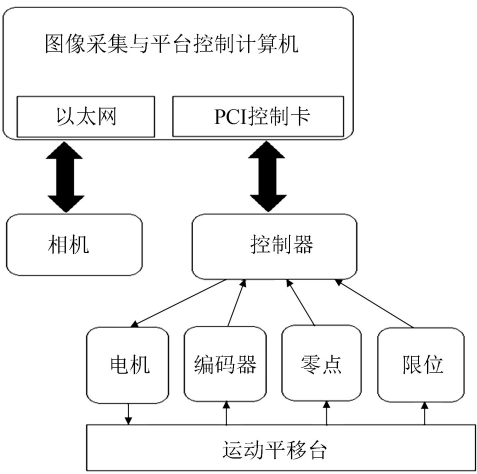 图像采集与平台控制计算机
以太网
PCI控制卡
相机
控制器
电机
编码器
零点
限位
运动平移台